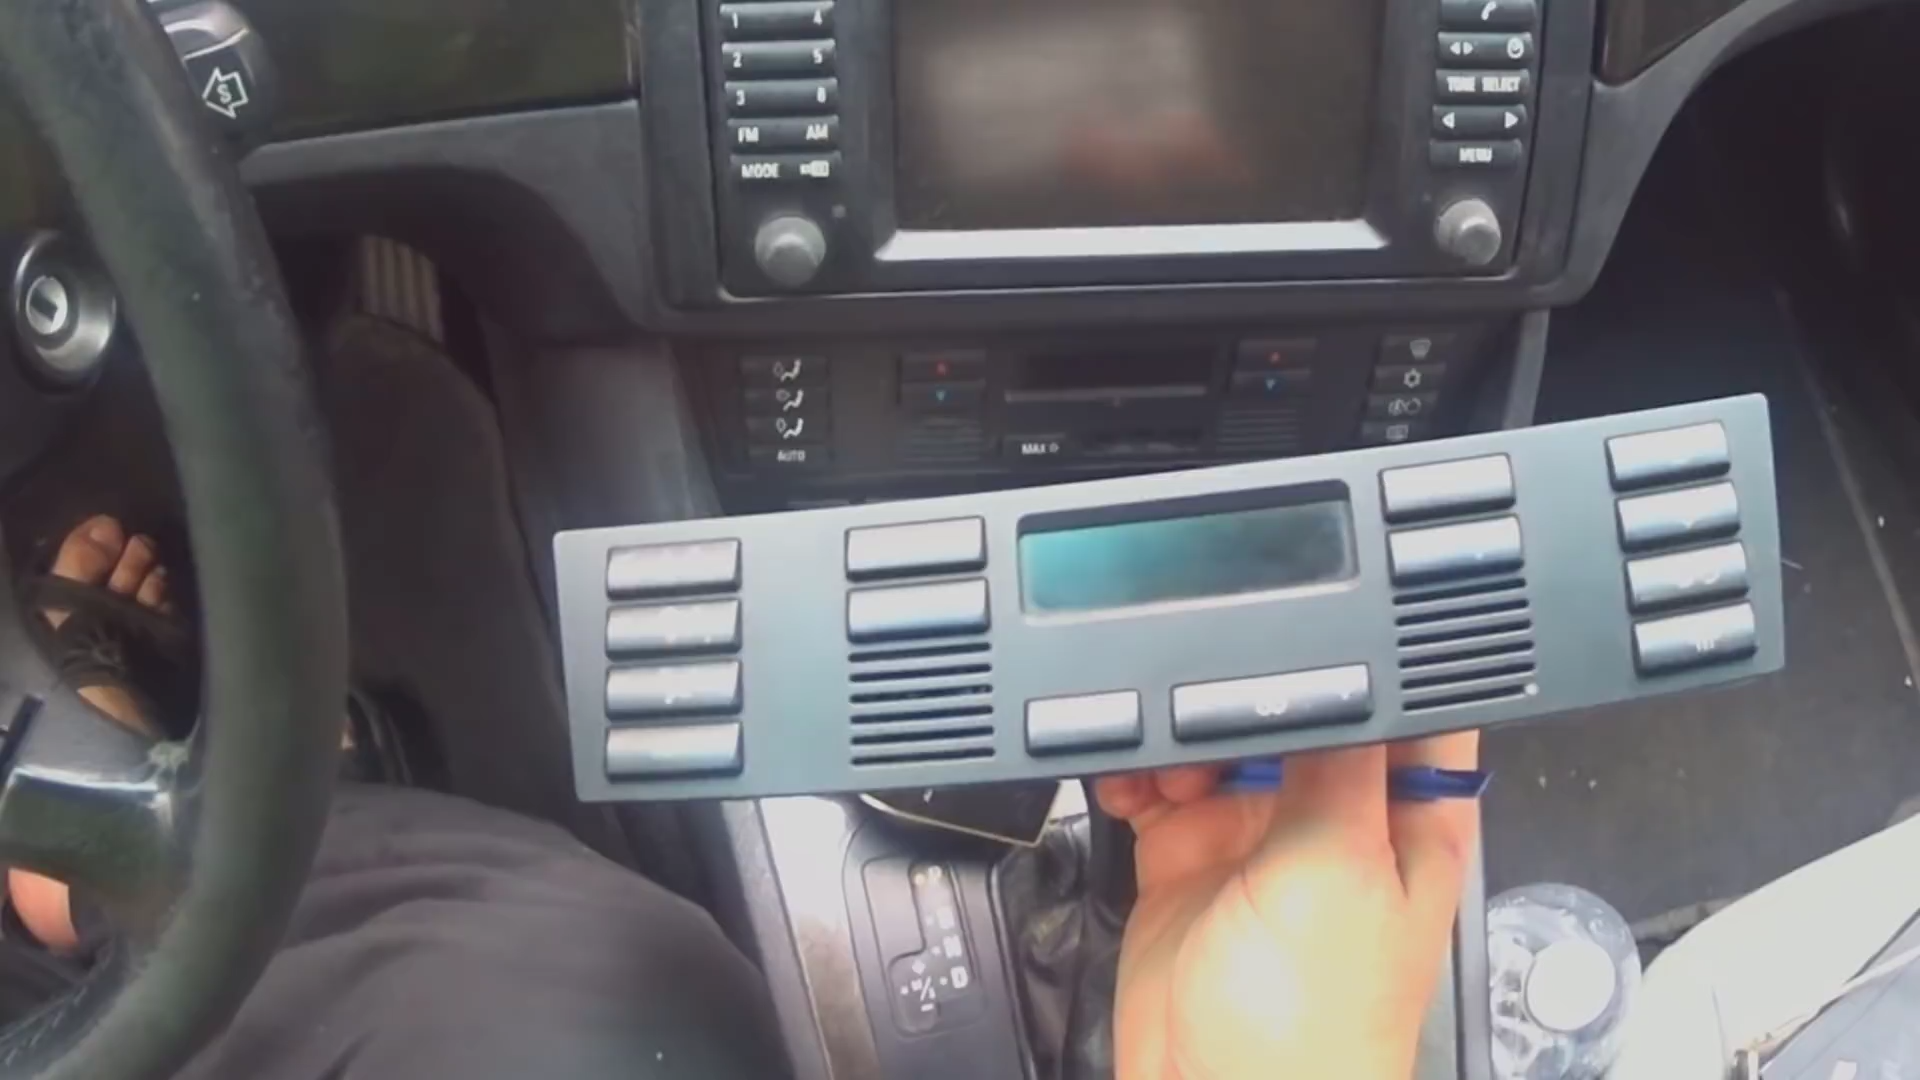 1 4
2 5
3 6
FM AM
MODE
TONE SELECT
MENU
AUTO
MAX
S
P
R
N
D
M/S